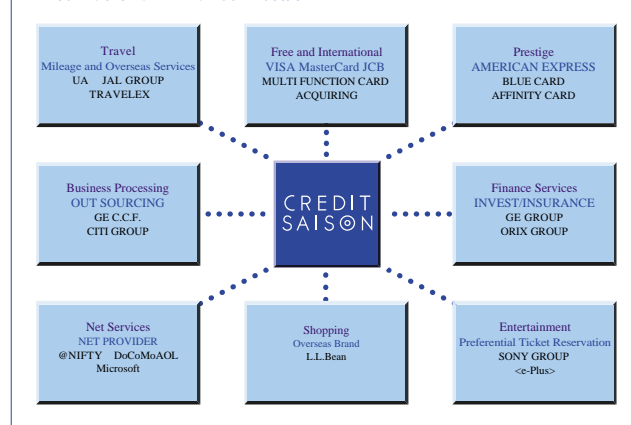 Travel
Mileage and Overseas Services
UA JAL GROUP
TRAVELEX
Free and International
VISA MasterCard JCB
MULTI FUNCTION CARD
ACQUIRING
Prestige
AMERICAN EXPRESS
BLUE CARD
AFFINITY CARD
Business Processing
OUT SOURCING
GE C.C.F.
CITI GROUP
CREDIT
SAISON
Finance Services
INVEST/INSURANCE
GE GROUP
ORIX GROUP
Net Services
NET PROVIDER
@NIFTY DoCoMoAOL
Microsoft
Shopping
Overseas Brand
L.L.Bean
Entertainment
Preferential Ticket Reservation
SONY GROUP
<e-Plus>